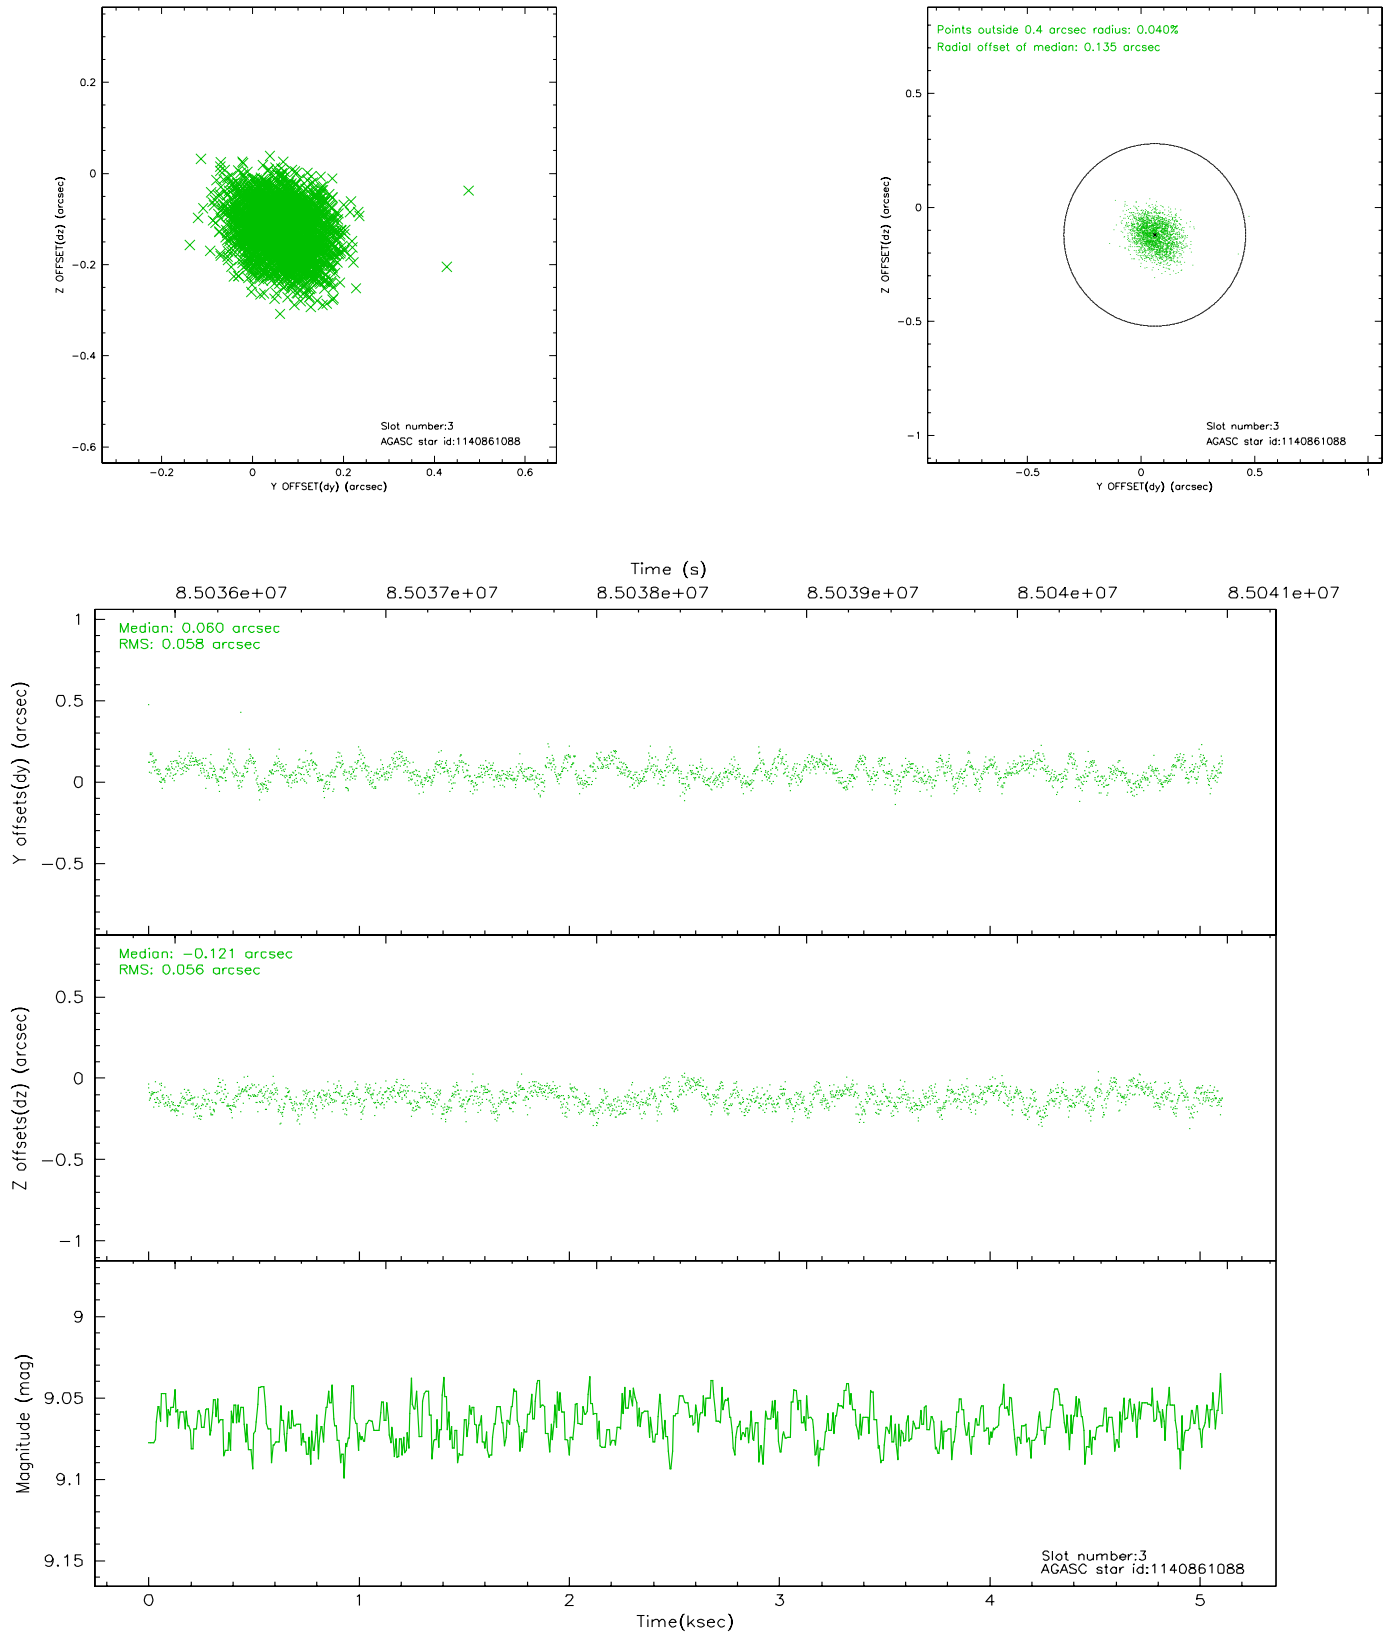 0.2
0
−0.2
−0.4
−0.6
Z OFFSET(dz) (arcsec)
Slot number:3
AGASC star id:1140861088
−0.2 0 0.2 0.4 0.6
Y OFFSET(dy) (arcsec)
Points outside 0.4 arcsec radius: 0.040%
Radial offset of median: 0.135 arcsec
0.5
0
−0.5
−1
Z OFFSET(dz) (arcsec)
Slot number:3
AGASC star id:1140861088
−0.5 0 0.5 1
Y OFFSET(dy) (arcsec)
Time (s)
8.5036e+07 8.5037e+07 8.5038e+07 8.5039e+07 8.504e+07 8.5041e+07
Median: 0.060 arcsec
RMS: 0.058 arcsec
1
0.5
0
−0.5
Y offsets(dy) (arcsec)
Median: −0.121 arcsec
RMS: 0.056 arcsec
0.5
0
−0.5
−1
Z offsets(dz) (arcsec)
9
9.05
9.1
9.15
Magnitude (mag)
Slot number:3
AGASC star id:1140861088
0 1 2 3 4 5
Time(ksec)